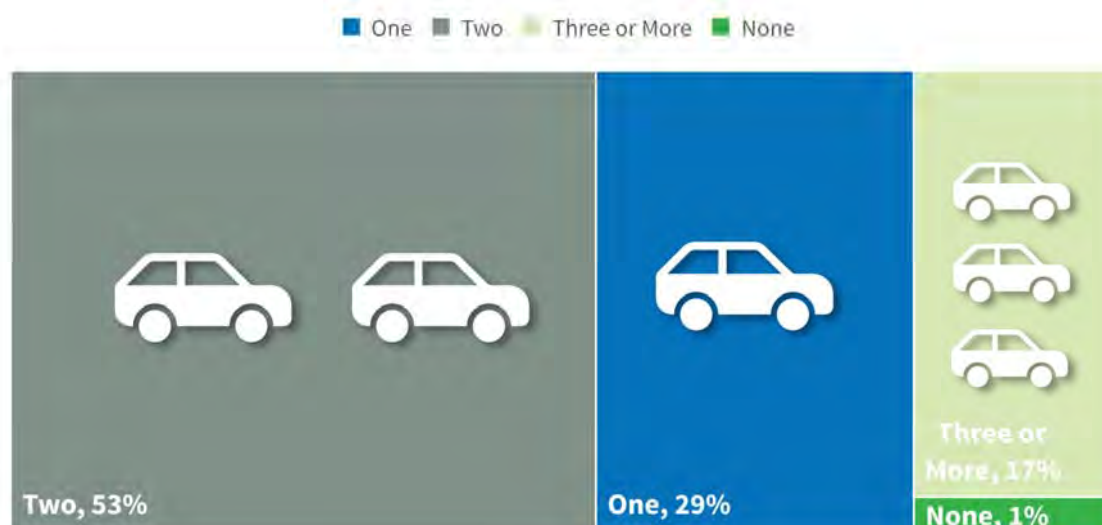 One Two Three or More None
Two, 53%
One, 29%
Three or
More, 17%
None, 1%